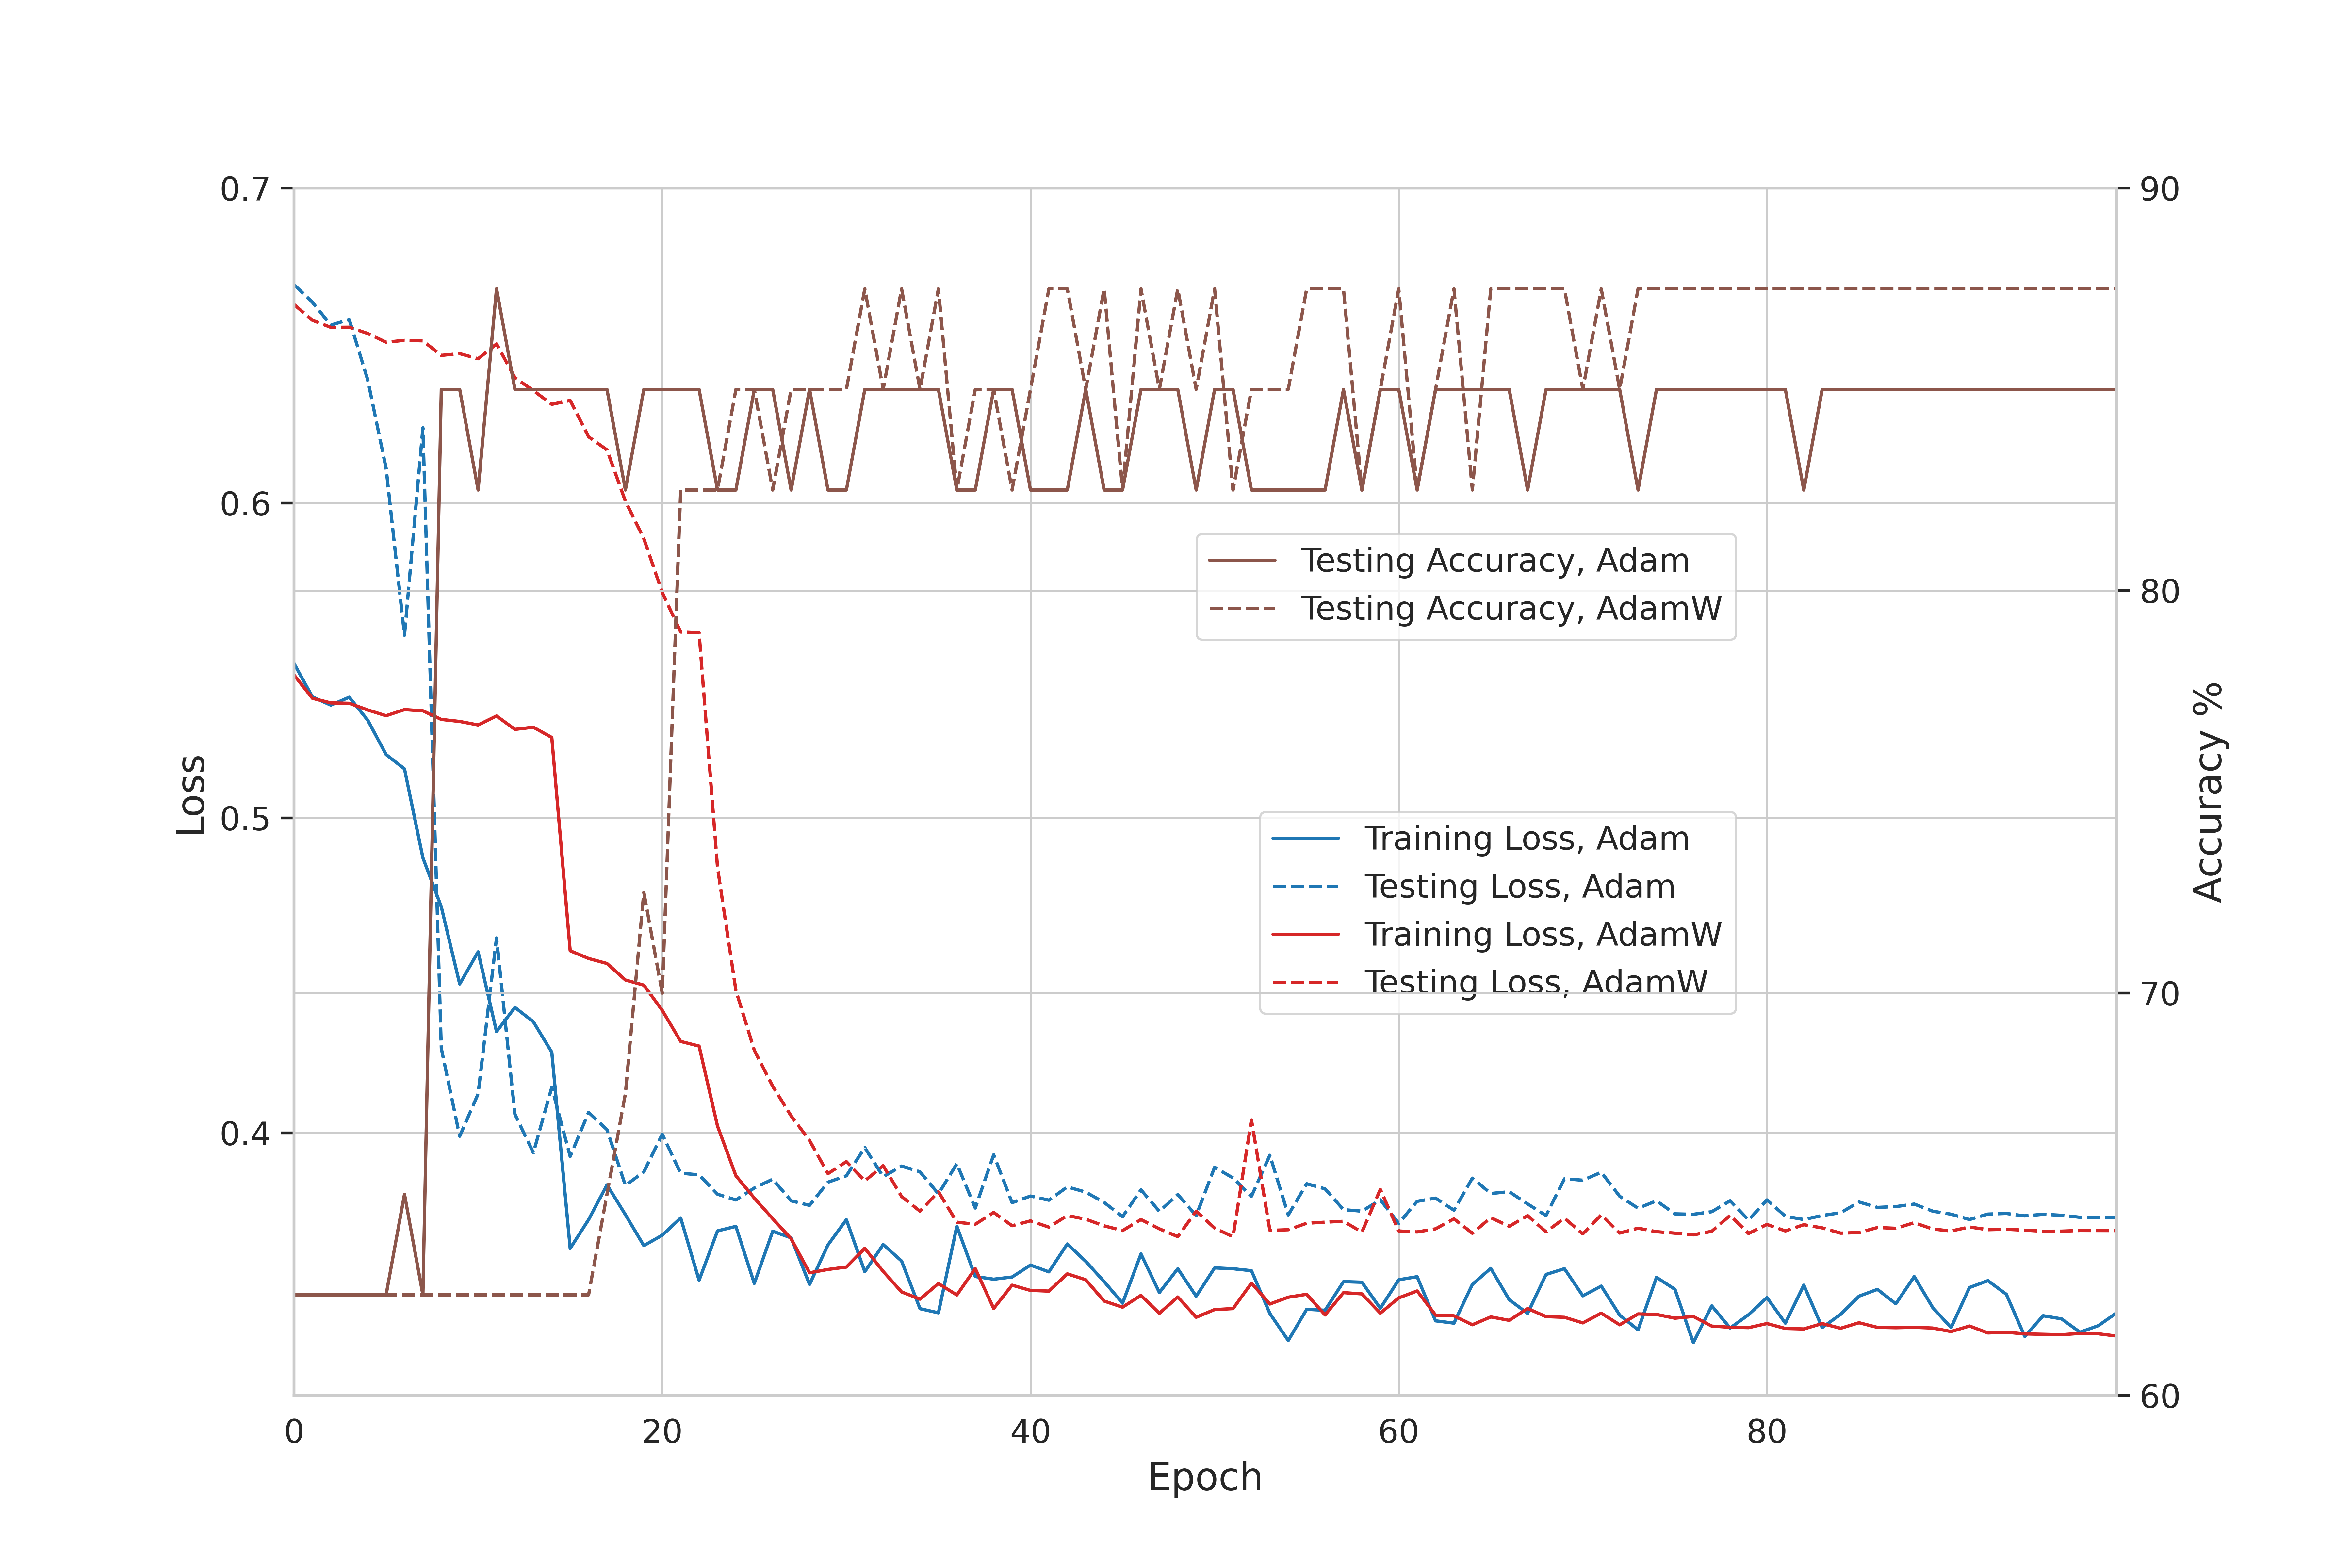 0.7
0.6
0.5
0.4
Loss
90
80
70
60
Accuracy %
Testing Accuracy, Adam
Testing Accuracy, AdamW
Training Loss, Adam
Testing Loss, Adam
Training Loss, AdamW
Testing Loss, AdamW
0 20 40 60 80
Epoch